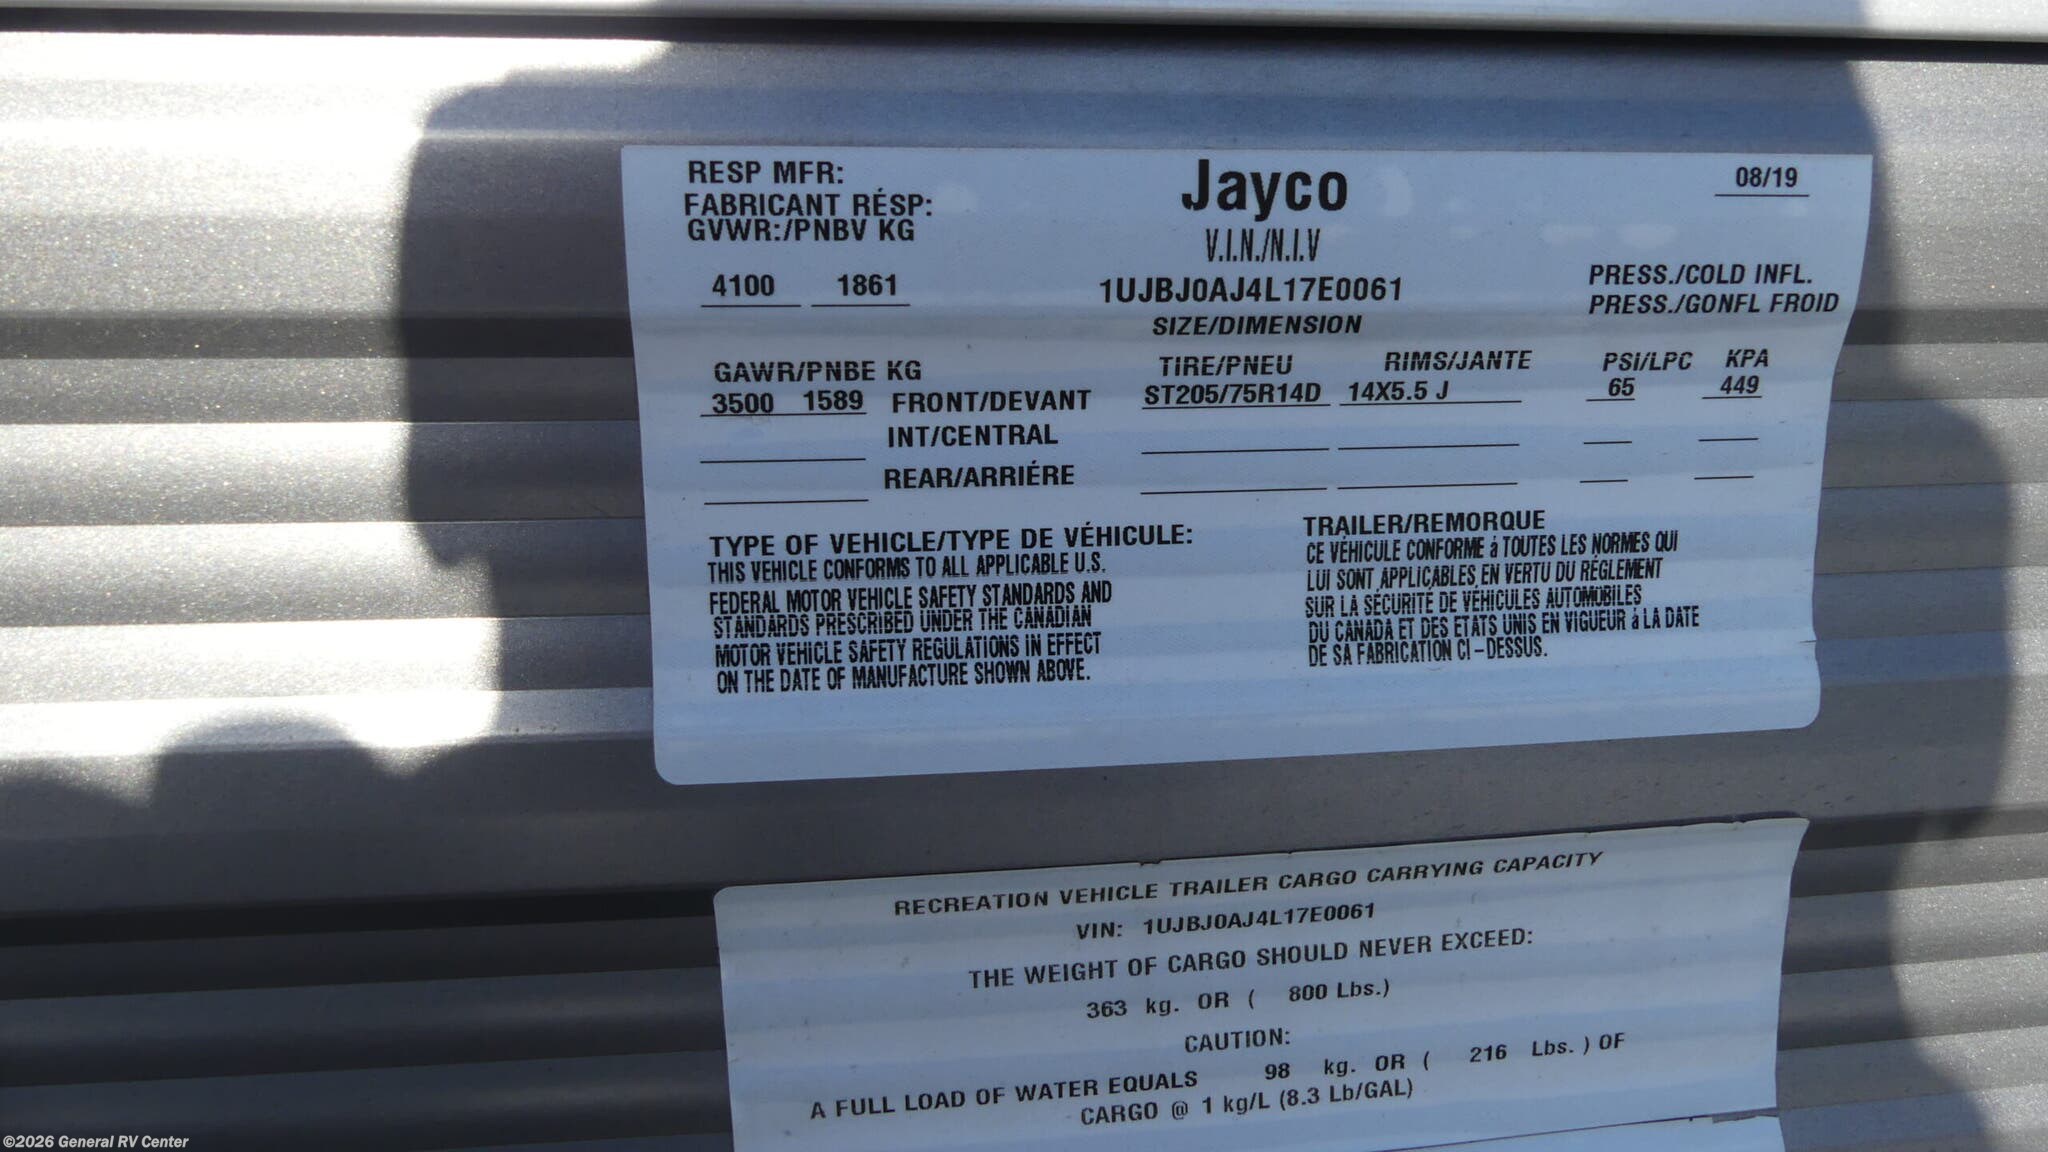 RESP MFR:
Jayco
08/19
FABRICANT RÉSP:
GVWR:/PNBV KG
V.I.N./N.I.V
4100 1861
1UJBJ0AJ4L17E0061
PRESS./COLD INFL.
PRESS./GONFL FROID
SIZE/DIMENSION
GAWR/PNBE KG
TIRE/PNEU RIMS/JANTE PSI/LPC KPA
3500 1589 FRONT/DEVANT ST205/75R14D 14X5.5 J 65 449
INT/CENTRAL
REAR/ARRIÉRE
TYPE OF VEHICLE/TYPE DE VÉHICULE:
THIS VEHICLE CONFORMS TO ALL APPLICABLE U.S.
FEDERAL MOTOR VEHICLE SAFETY STANDARDS AND
STANDARDS PRESCRIBED UNDER THE CANADIAN
MOTOR VEHICLE SAFETY REGULATIONS IN EFFECT
ON THE DATE OF MANUFACTURE SHOWN ABOVE.
TRAILER/REMORQUE
CE VÉHICULE CONFORME á TOUTES LES NORMES QUI
LUI SONT APPLICABLES EN VERTU DU RÈGLEMENT
SUR LA SÉCURITÉ DE VÉHICULES AUTOMOBILES
DU CANADA ET DES ETATS UNIS EN VIGUEUR á LA DATE
DE SA FABRICATION CI-DESSUS.
RECREATION VEHICLE TRAILER CARGO CARRYING CAPACITY
VIN: 1UJBJ0AJ4L17E0061
THE WEIGHT OF CARGO SHOULD NEVER EXCEED:
363 kg. OR ( 800 Lbs.)
CAUTION:
A FULL LOAD OF WATER EQUALS 98 kg. OR ( 216 Lbs. ) OF
CARGO @ 1 kg/L (8.3 Lb/GAL)
©2026 General RV Center